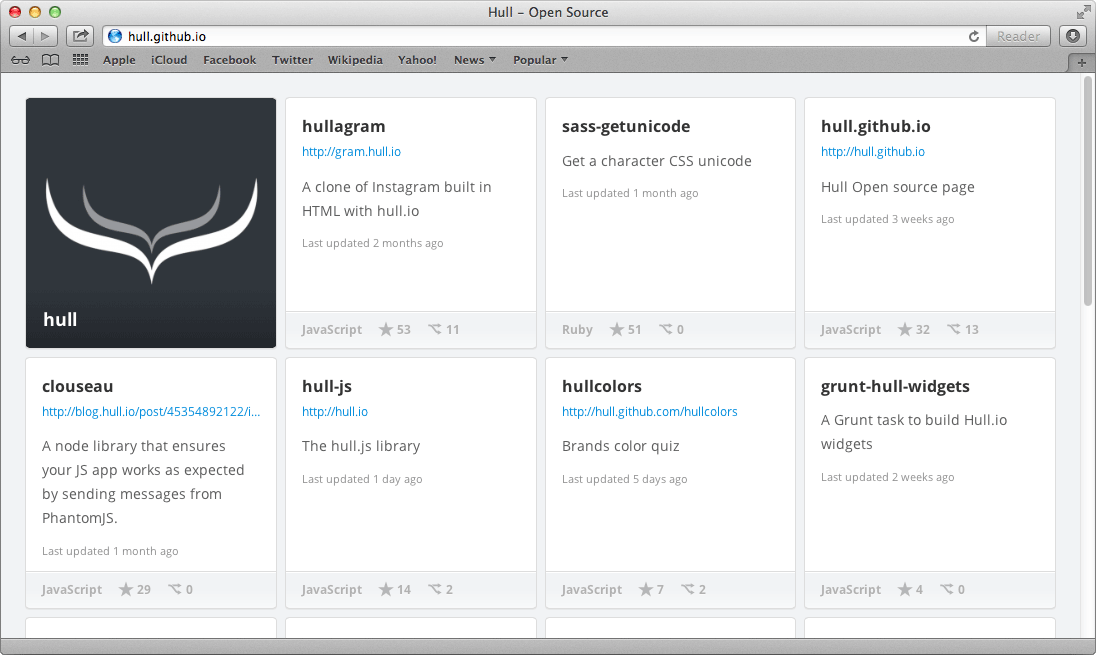 Hull – Open Source
hull.github.io
Reader
Apple iCloud Facebook Twitter Wikipedia Yahoo! News Popular
hull
hullagram
http://gram.hull.io
A clone of Instagram built in
HTML with hull.io
Last updated 2 months ago
JavaScript 53 11
sass-getunicode
Get a character CSS unicode
Last updated 1 month ago
Ruby 51 0
hull.github.io
http://hull.github.io
Hull Open source page
Last updated 3 weeks ago
JavaScript 32 13
clouseau
http://blog.hull.io/post/45354892122/i...
A node library that ensures
your JS app works as expected
by sending messages from
PhantomJS.
Last updated 1 month ago
JavaScript 29 0
hull-js
http://hull.io
The hull.js library
Last updated 1 day ago
JavaScript 14 2
hullcolors
http://hull.github.com/hullcolors
Brands color quiz
Last updated 5 days ago
JavaScript 7 2
grunt-hull-widgets
A Grunt task to build Hull.io
widgets
Last updated 2 weeks ago
JavaScript 4 0